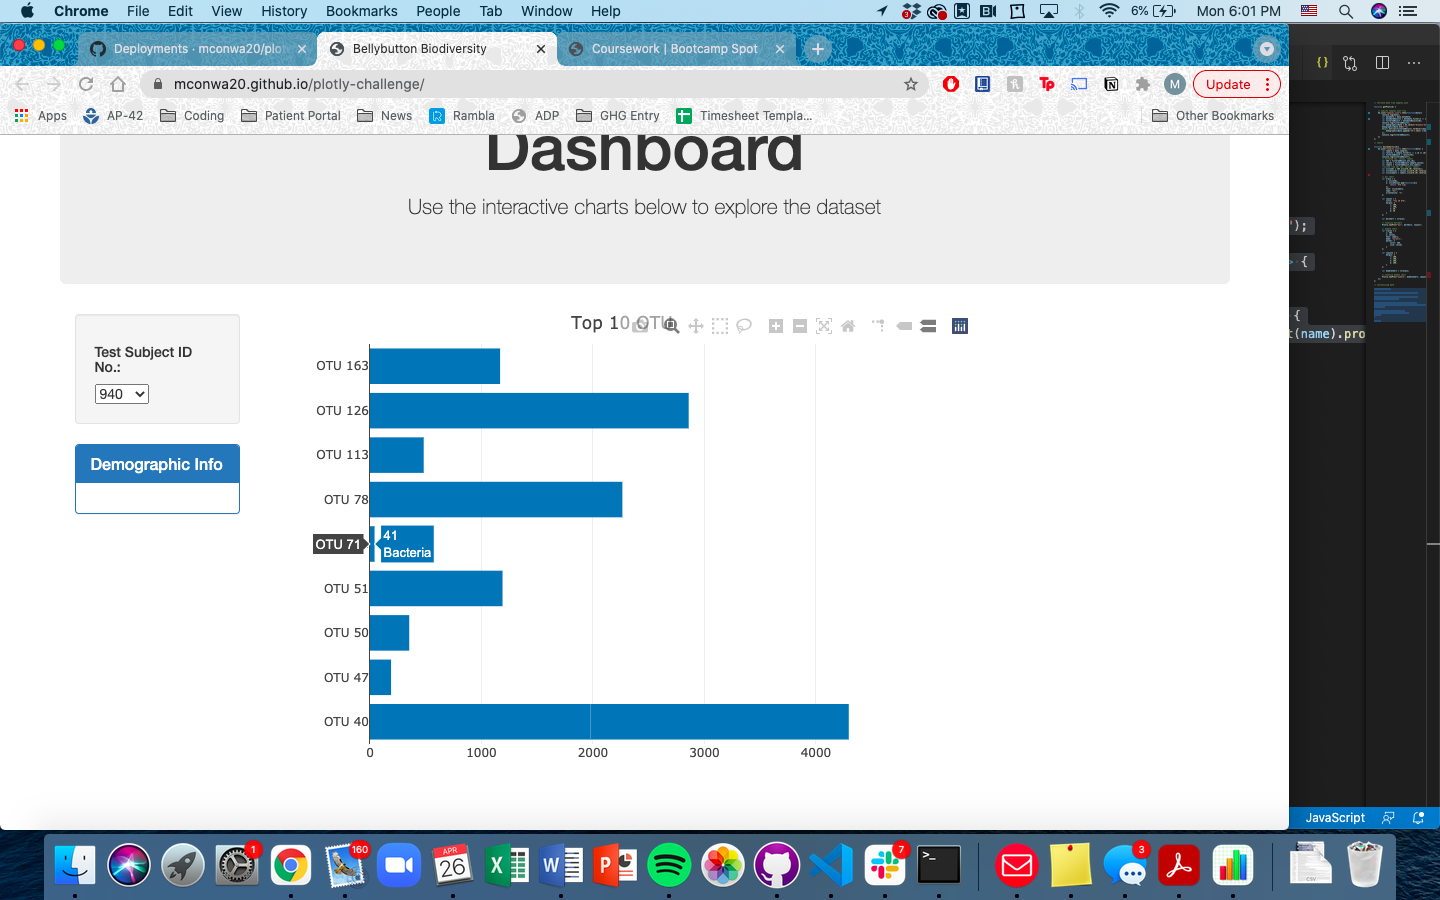 Chrome File Edit View History Bookmarks People Tab Window Help
3 6% Mon 6:01 PM
Deployments · mconwa20/plot
Bellybutton Biodiversity
Coursework | Bootcamp Spot
mconwa20.github.io/plotly-challenge/
Tp M Update
Apps AP-42 Coding Patient Portal News Rambla ADP GHG Entry Timesheet Templa... Other Bookmarks
Dashboard
Use the interactive charts below to explore the dataset
Test Subject ID
No.:
940
Demographic Info
Top 10 OTU
OTU 163
OTU 126
OTU 113
OTU 78
OTU 71
41
Bacteria
OTU 51
OTU 50
OTU 47
OTU 40
0 1000 2000 3000 4000
");
> {
{
t(name).pro
JavaScript
1 160 APR 26 X W P 7 >_ 3 CSV